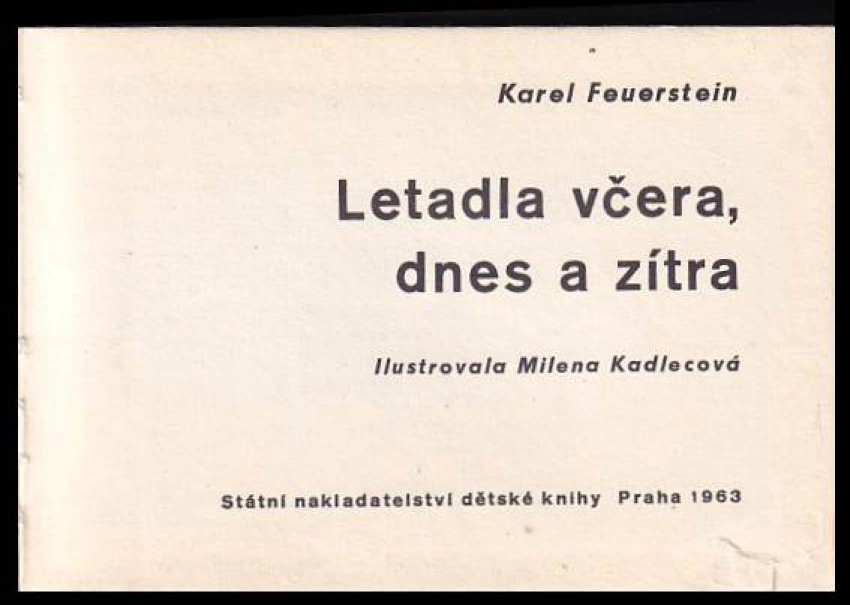 Karel Feuerstein
Letadla včera,
dnes a zítra
Ilustrovala Milena Kadlecová
Státní nakladatelství dětské knihy Praha 1963